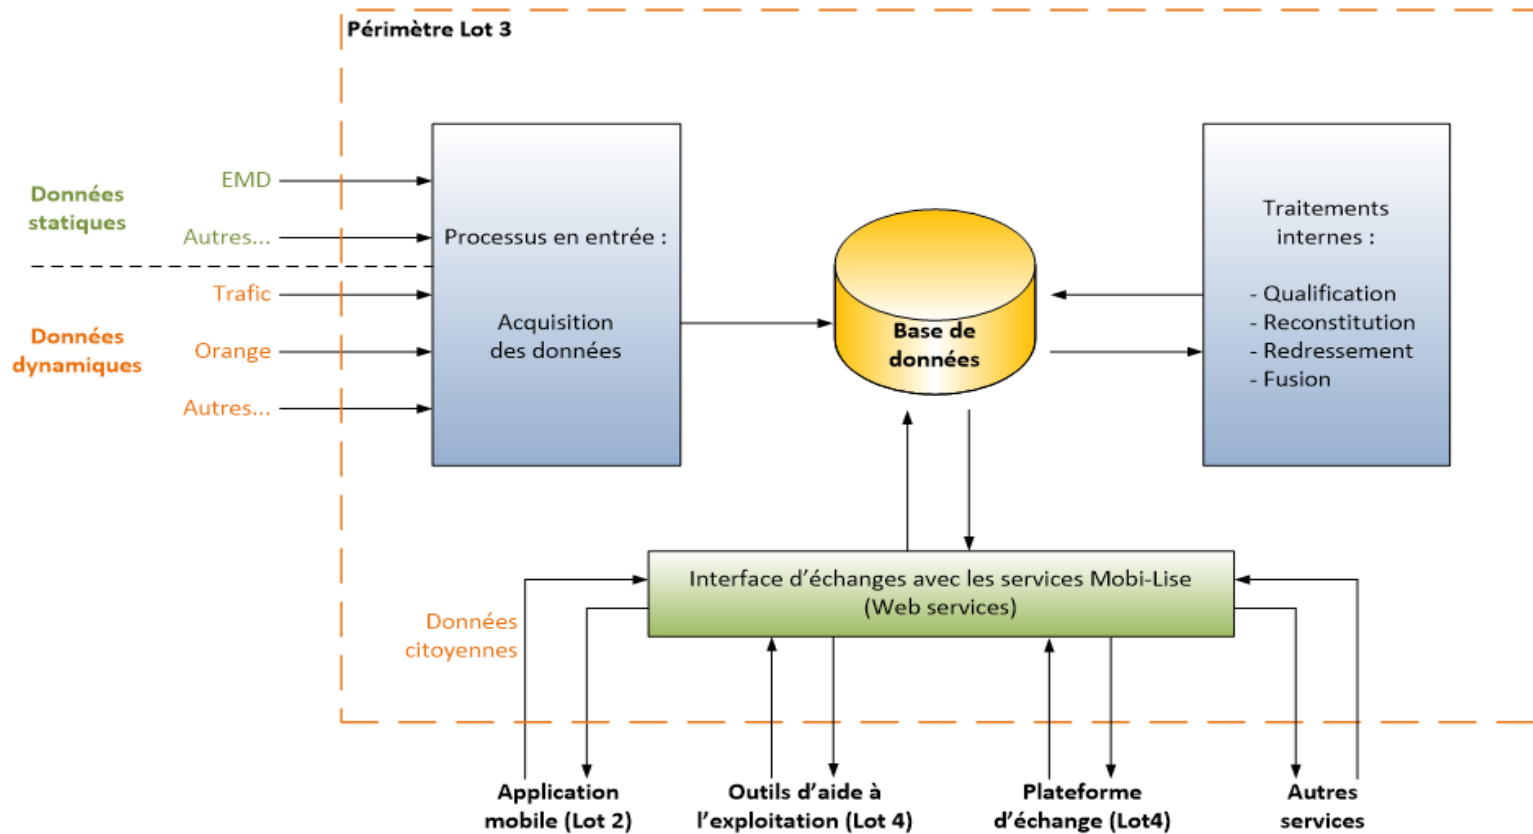 Périmètre Lot 3
Données
statiques
EMD
Autres...
Données
dynamiques
Trafic
Orange
Autres...
Processus en entrée :
Acquisition
des données
Base de
données
Traitements
internes :
- Qualification
- Reconstitution
- Redressement
- Fusion
Interface d’échanges avec les services Mobi-Lise
(Web services)
Données
citoyennes
Application
mobile (Lot 2)
Outils d’aide à
l’exploitation (Lot 4)
Plateforme
d’échange (Lot4)
Autres
services